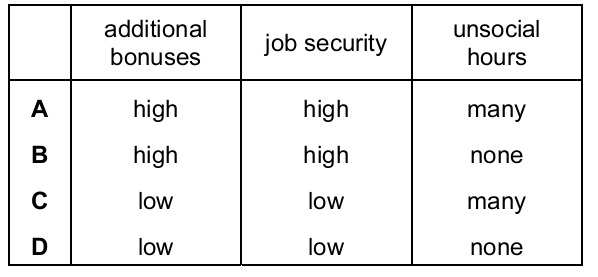 additional bonuses job security unsocial hours
A high high many
B high high none
C low low many
D low low none